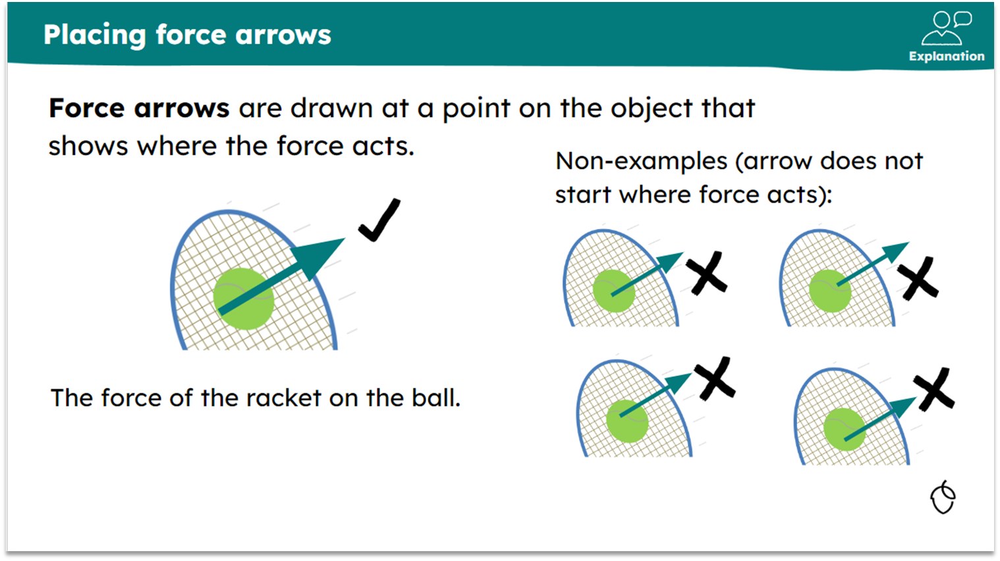 Placing force arrows
Explanation
Force arrows are drawn at a point on the object that
shows where the force acts.
Non-examples (arrow does not
start where force acts):
The force of the racket on the ball.